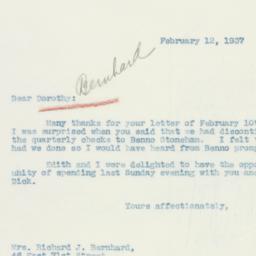 February 12, 1937
Bernhard
Dear Dorothy:
Many thanks for your letter of February 10t
I was surprised when you said that we had disconti
the quarterly checks to Benno Stoneham. I felt
had we done so I would have heard from Benno promp
Edith and I were delighted to have the oppo
unity of spending last Sunday evening with you and
Dick.
Yours affectionately,
Mrs. Richard J. Bernhard,